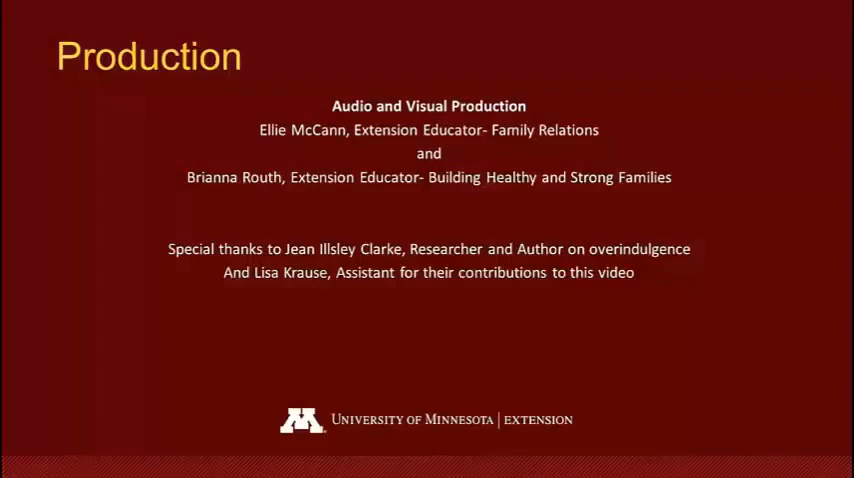 Production
Audio and Visual Production
Ellie McCann, Extension Educator- Family Relations
and
Brianna Routh, Extension Educator- Building Healthy and Strong Families
Special thanks to Jean Illsley Clarke, Researcher and Author on overindulgence
And Lisa Krause, Assistant for their contributions to this video
M UNIVERSITY OF MINNESOTA | EXTENSION